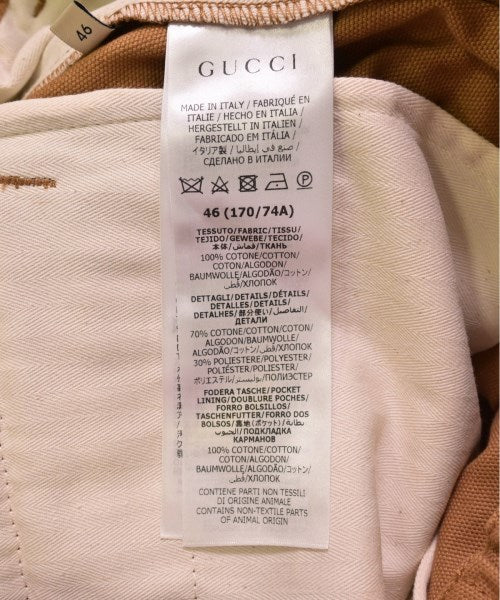 46
GUCCI
MADE IN ITALY / FABRIQUÉ EN
ITALIE / HECHO EN ITALIA /
HERGESTELLT IN ITALIEN /
FABRICADO EM ITÁLIA /
イタリア製 / صنع في إيطاليا /
СДЕЛАНО В ИТАЛИИ
46 (170/74A)
TESSUTO/FABRIC/TISSU/
TEJIDO/GEWEBE/TECIDO/
本体/قماش/ТКАНЬ
100% COTONE/COTTON/
COTON/ALGODON/
BAUMWOLLE/ALGODÃO/コットン/
قطن/ХЛОПОК
DETTAGLI/DETAILS/DÉTAILS/
DETALLES/DETAILS/
DETALHES/部分使い/التفاصيل/
ДЕТАЛИ
70% COTONE/COTTON/COTON/
ALGODON/BAUMWOLLE/
ALGODÃO/コットン/قطن/ХЛОПОК
30% POLIESTERE/POLYESTER/
POLIÉSTER/POLYESTER/
ポリエステル/بوليستر/ПОЛИЭСТЕР
FODERA TASCHE/POCKET
LINING/DOUBLURE POCHES/
FORRO BOLSILLOS/
TASCHENFUTTER/FORRO DOS
BOLSOS/裏地(ポケット)/بطانة
الجيوب/ПОДКЛАДКА
КАРМАНОВ
100% COTONE/COTTON/
COTON/ALGODON/
BAUMWOLLE/ALGODÃO/コットン/
قطن/ХЛОПОК
CONTIENE PARTI NON TESSILI
DI ORIGINE ANIMALE
CONTAINS NON-TEXTILE PARTS
OF ANIMAL ORIGIN